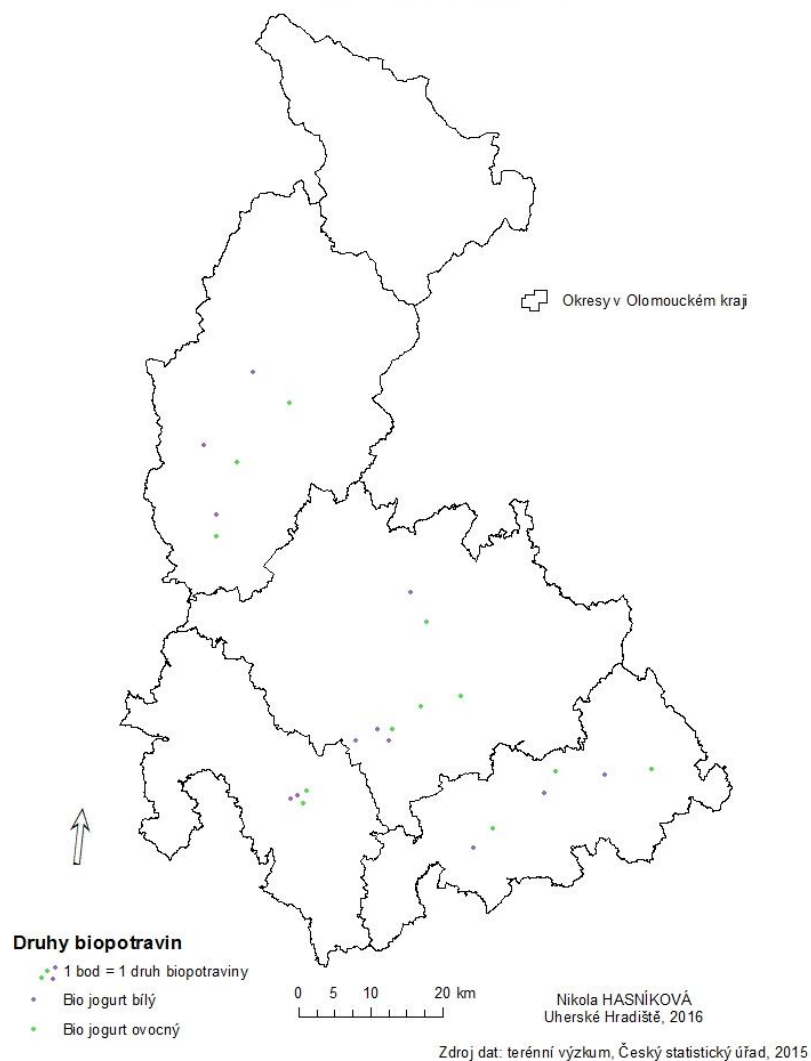 Okresy v Olomouckém kraji
Druhy biopotravin
1 bod = 1 druh biopotraviny
Bio jogurt bílý
Bio jogurt ovocný
0 5 10 20 km
Nikola HASNÍKOVÁ
Uherské Hradiště, 2016
Zdroj dat: terénní výzkum, Český statistický úřad, 2015